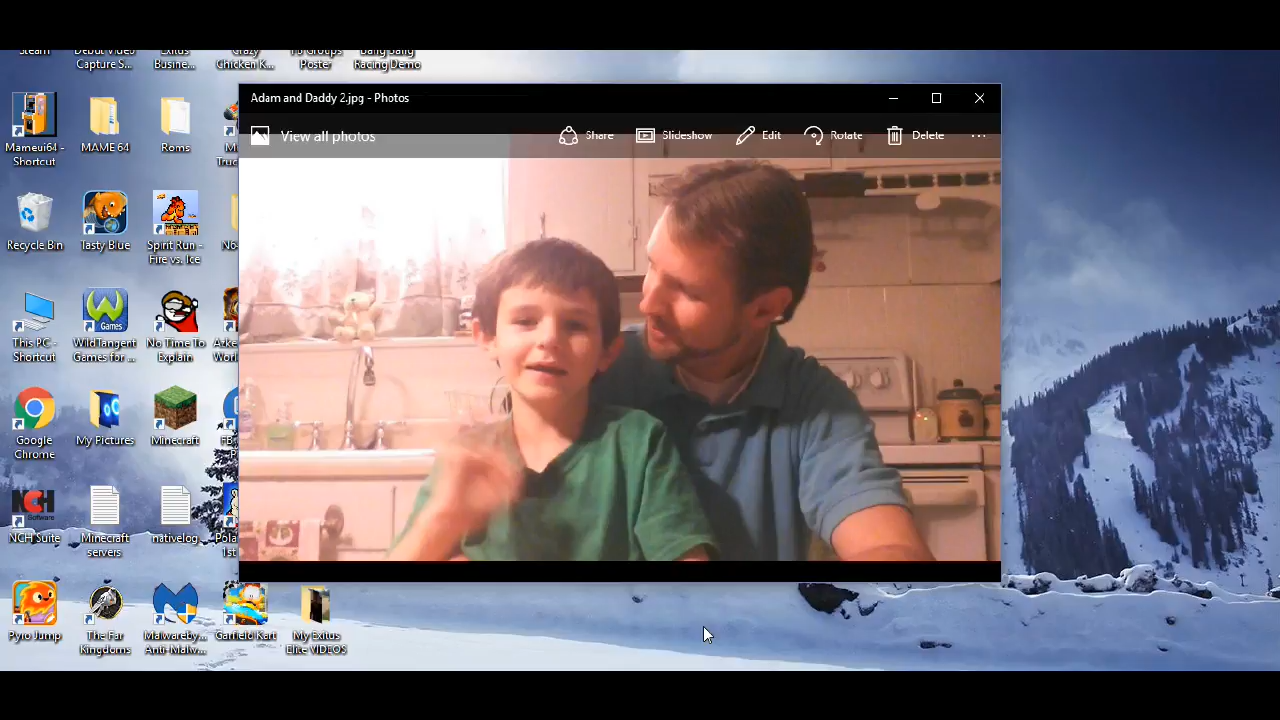 Steam
Debut Video
Capture S...
Exitus
Busine...
Crazy
Chicken K...
FB Groups
Poster
Bang Bang
Racing Demo
Adam and Daddy 2.jpg - Photos
View all photos
Share
Slideshow
Edit
Rotate
Delete
Mameui64 -
Shortcut
MAME 64
Roms
Recycle Bin
Tasty Blue
Spirit Run -
Fire vs. Ice
This PC -
Shortcut
WildTangent
Games for ...
No Time To
Explain
Google
Chrome
My Pictures
Minecraft
NCH
Software
NCH Suite
Minecraft
servers
nativelog
Pyro Jump
The Far
Kingdoms
Malwareby...
Anti-Malw...
Garfield Kart
My Exitus
Elite VIDEOS